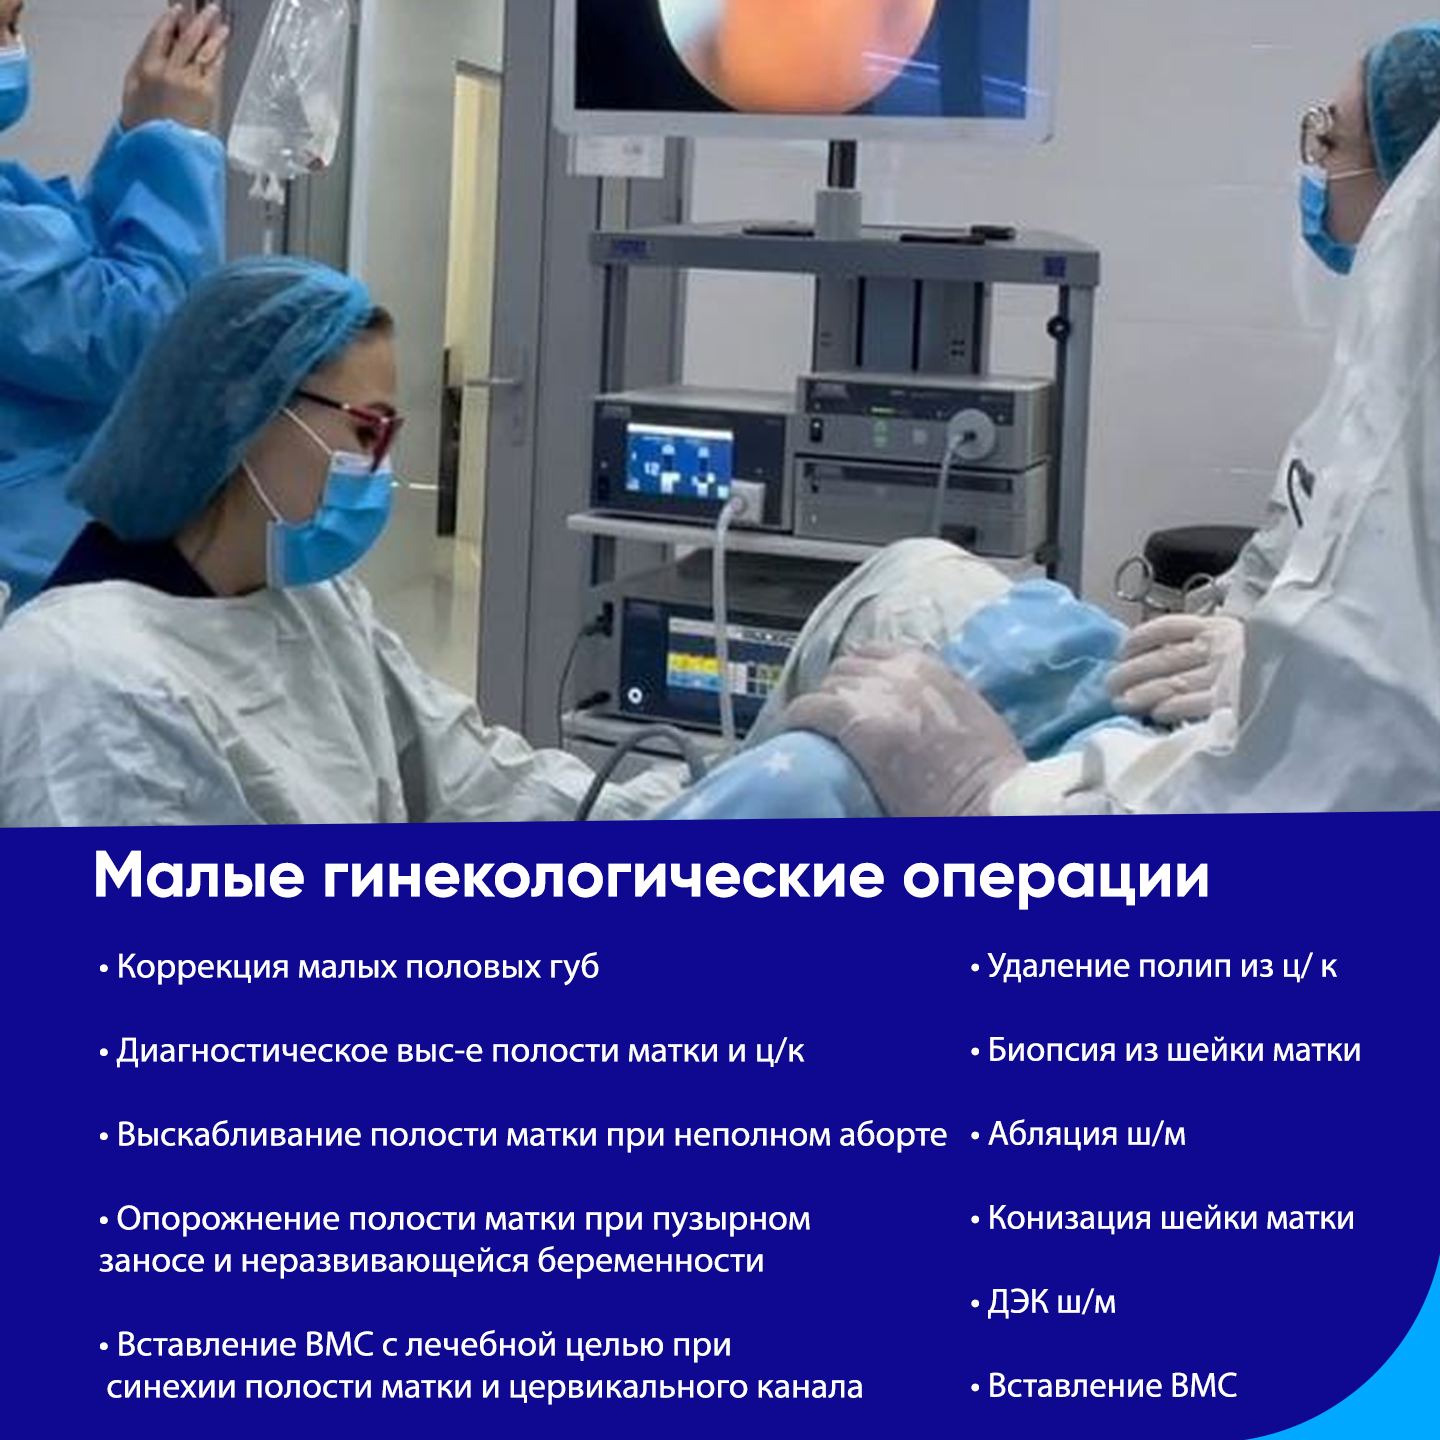 Малые гинекологические операции
• Коррекция малых половых губ
• Диагностическое выс-е полости матки и ц/к
• Выскабливание полости матки при неполном аборте
• Опорожнение полости матки при пузырном
заносе и неразвивающейся беременности
• Вставление ВМС с лечебной целью при
синехии полости матки и цервикального канала
• Удаление полип из ц/ к
• Биопсия из шейки матки
• Абляция ш/м
• Конизация шейки матки
• ДЭК ш/м
• Вставление ВМС